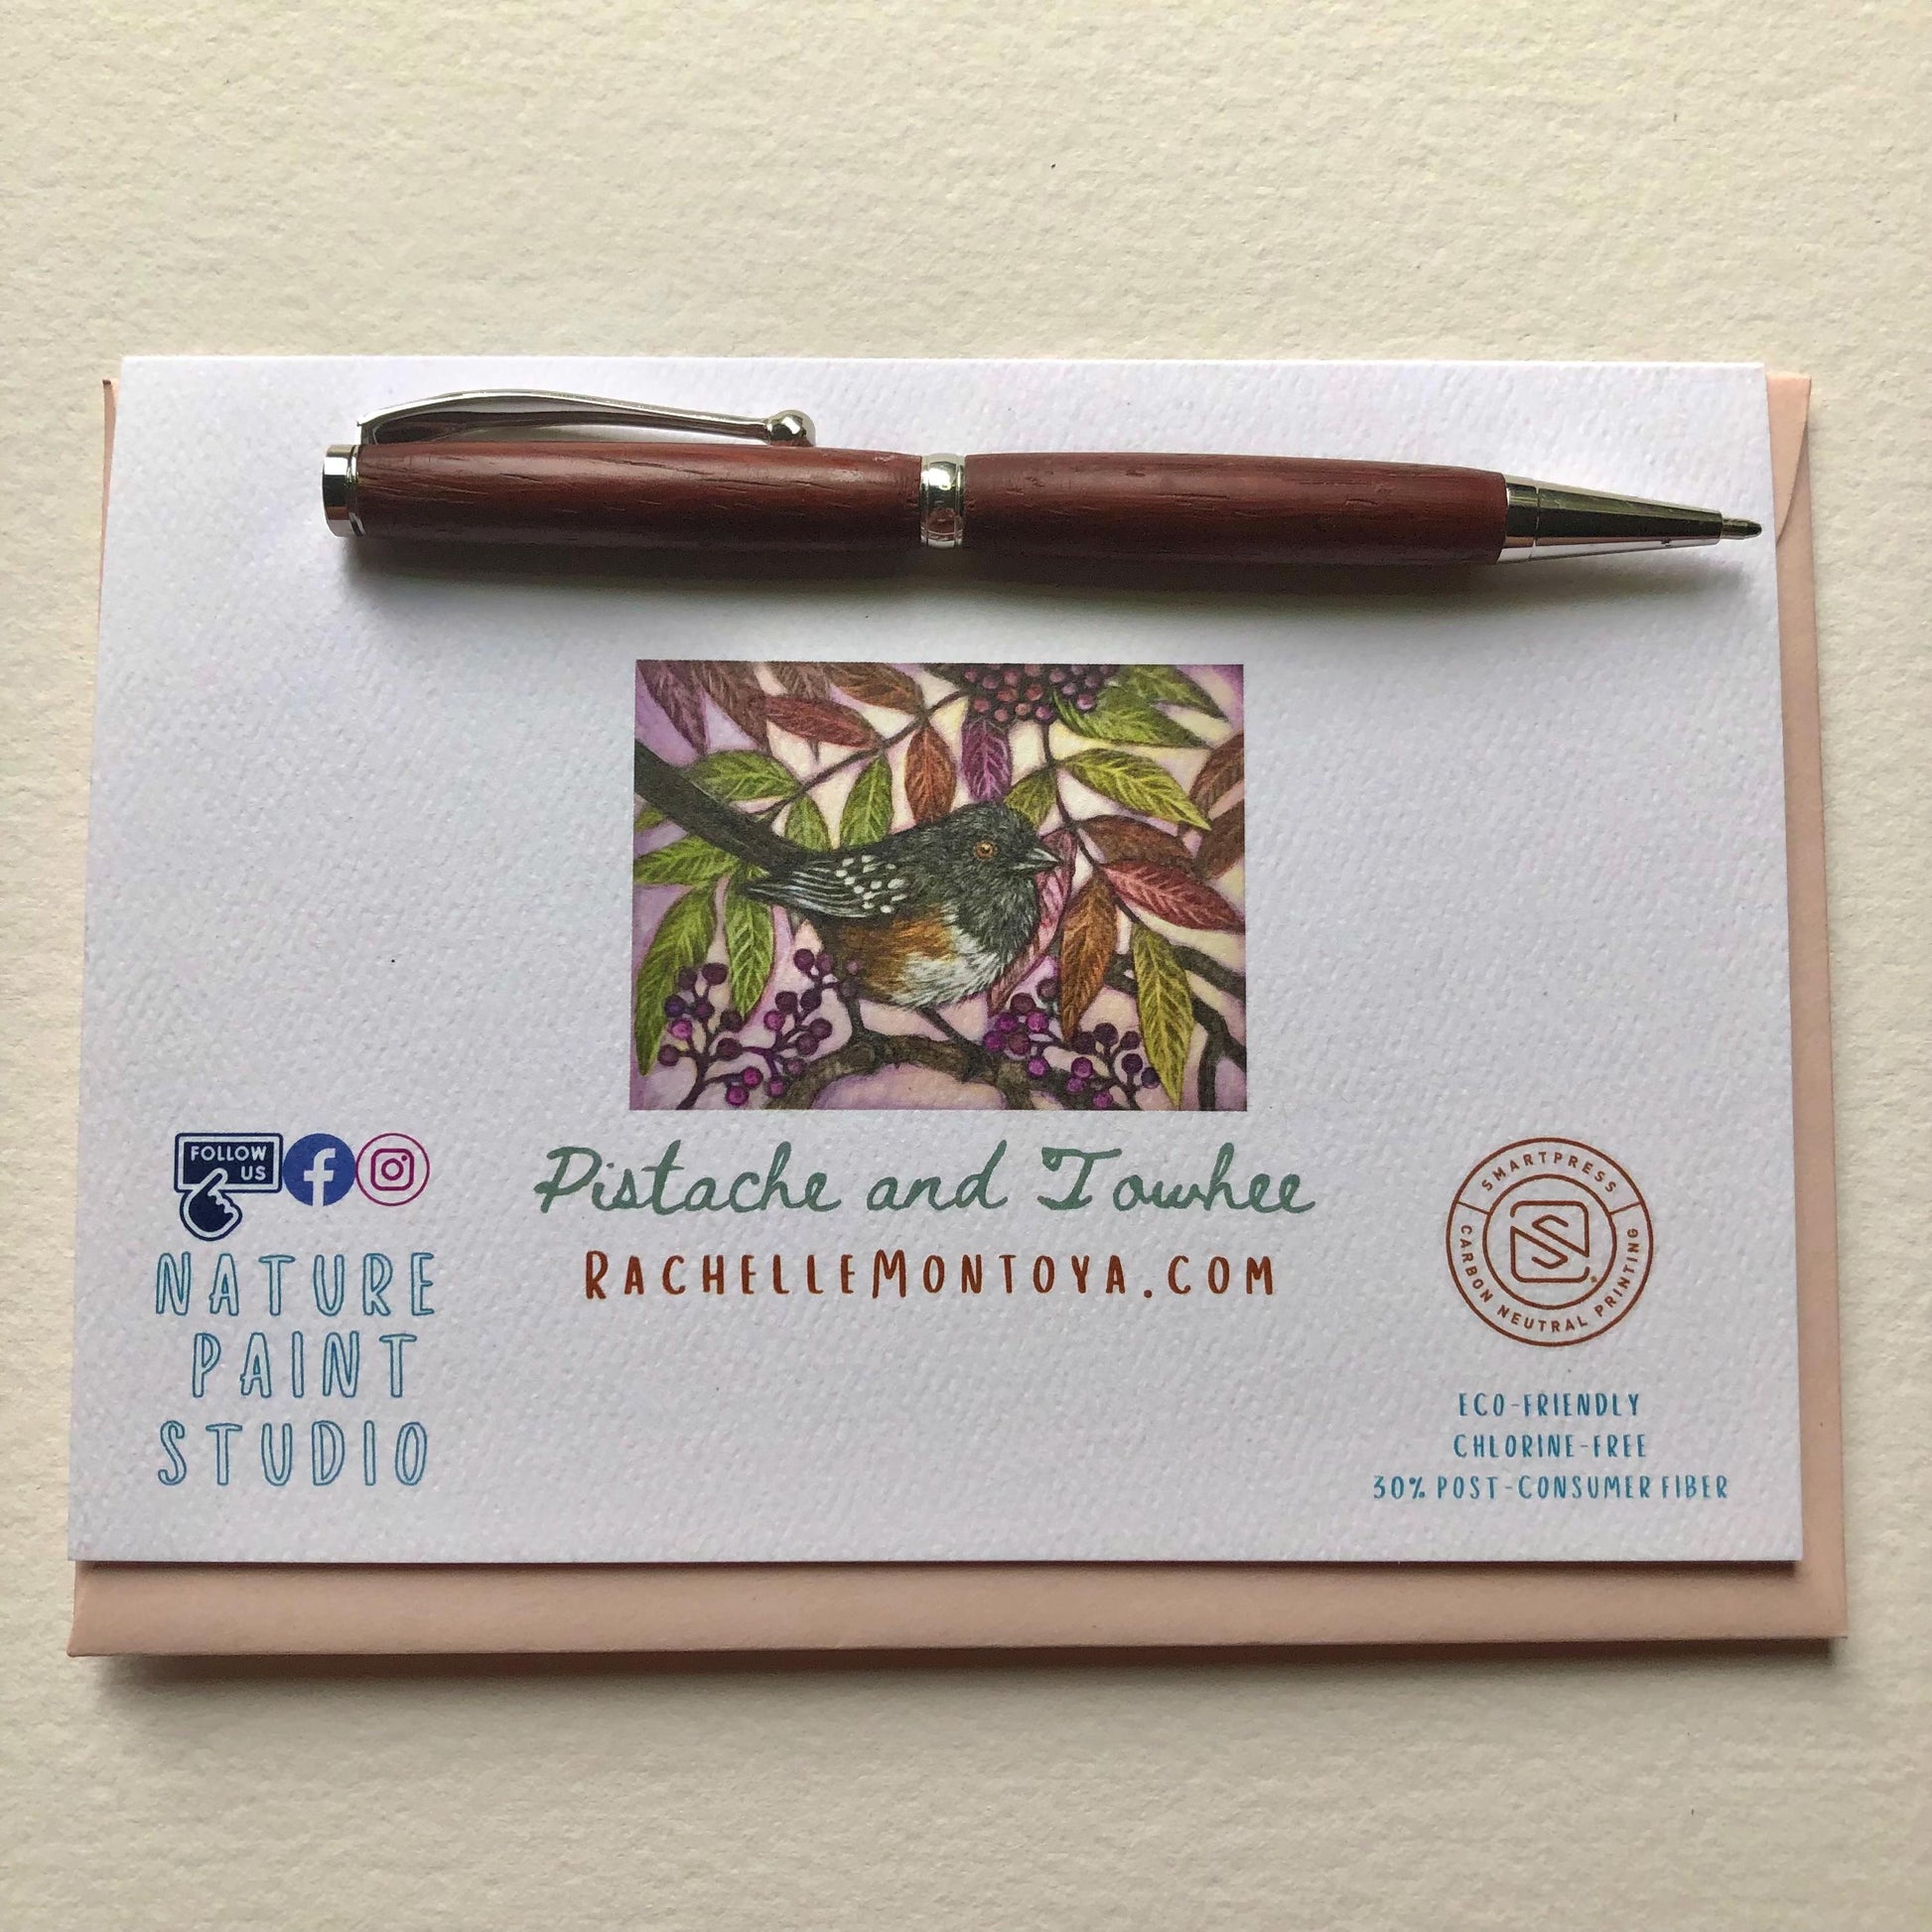 FOLLOW
US
NATURE
PAINT
STUDIO
Pistache and Towhee
RACHELLEMONTOYA.COM
SMARTPRESS
CARBON NEUTRAL PRINTING
ECO-FRIENDLY
CHLORINE-FREE
30% POST-CONSUMER FIBER